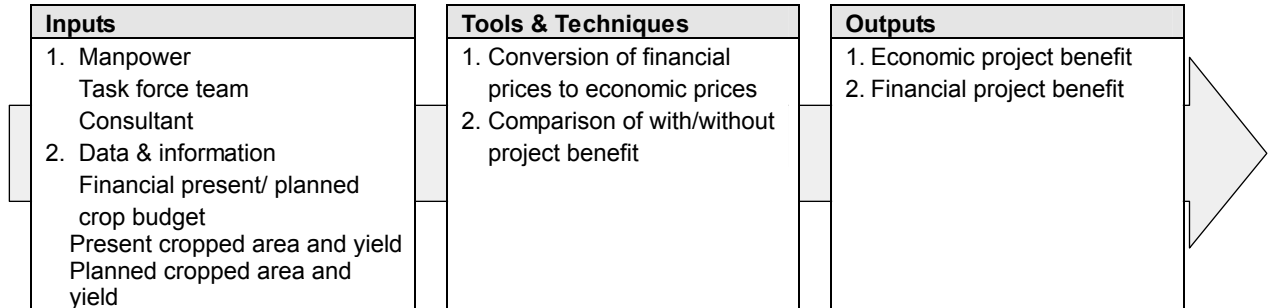 Inputs
1. Manpower
Task force team
Consultant
2. Data & information
Financial present/ planned
crop budget
Present cropped area and yield
Planned cropped area and
yield
Tools & Techniques
1. Conversion of financial
prices to economic prices
2. Comparison of with/without
project benefit
Outputs
1. Economic project benefit
2. Financial project benefit